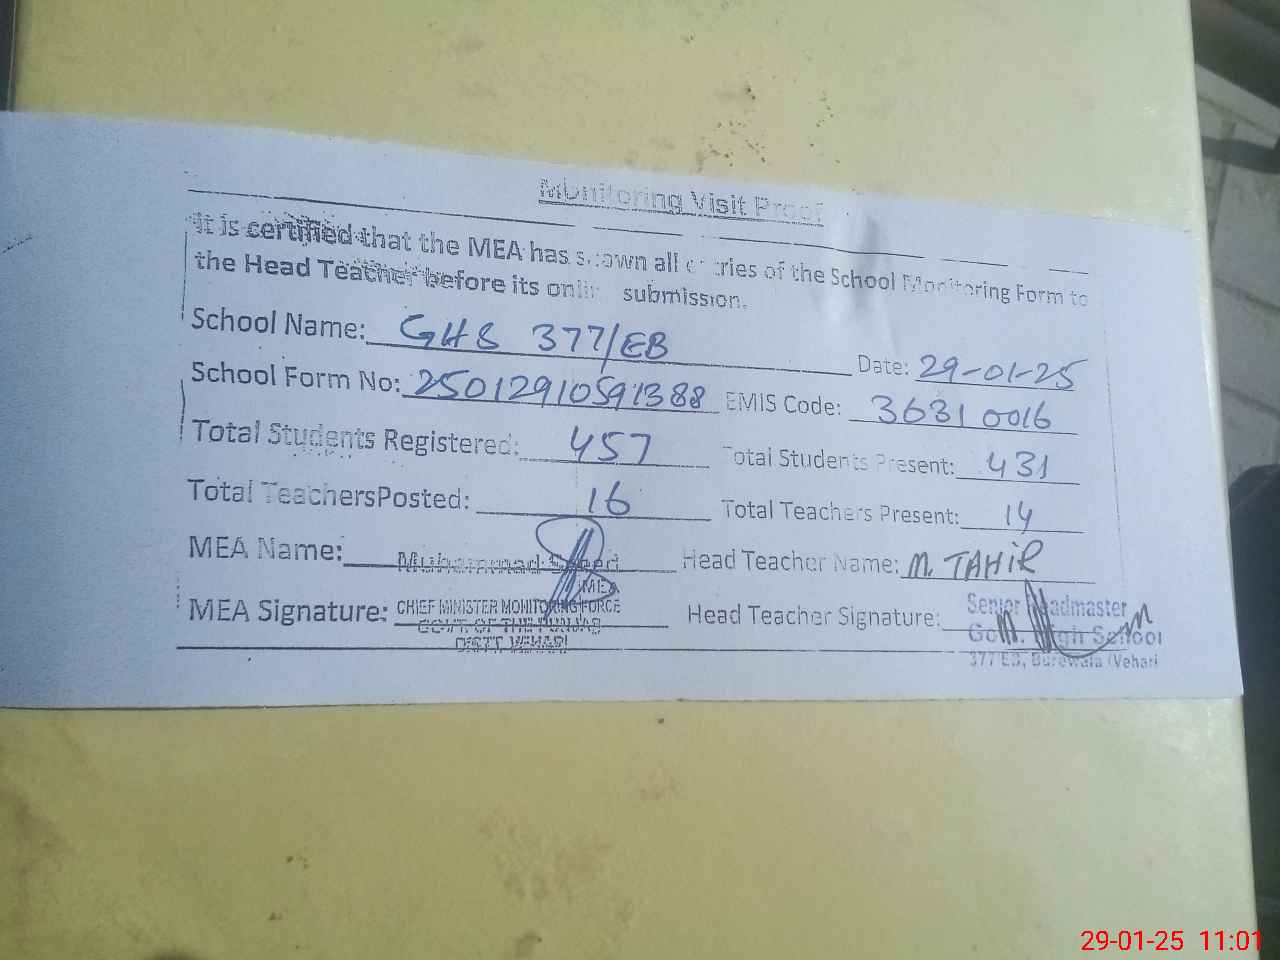 Monitoring Visit Proof
It is certified that the MEA has shown all entries of the School Monitoring Form to
the Head Teacher before its online submission.
School Name: GHS 377/EB Date: 29-01-25
School Form No: 25012910591388 EMIS Code: 36310016
Total Students Registered: 457 Total Students Present: 431
Total TeachersPosted: 16 Total Teachers Present: 14
MEA Name: Muhammad Saeed Head Teacher Name: M. TAHIR
MEA
MEA Signature: CHIEF MINISTER MONITORING FORCE Head Teacher Signature: Senior Headmaster
GOVT. OF THE PUNJAB Govt. High School
DISTT. VEHARI 377 EB, Burewala (Vehari
29-01-25 11:01